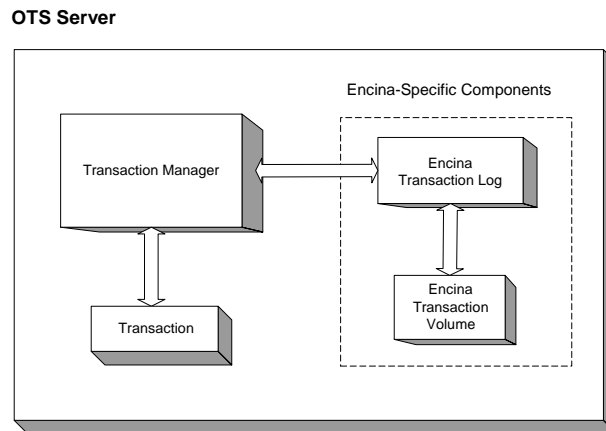 OTS Server
Encina-Specific Components
Transaction Manager
Encina
Transaction Log
Transaction
Encina
Transaction
Volume